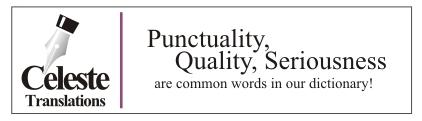 Celeste
Translations
Punctuality,
Quality, Seriousness
are common words in our dictionary!